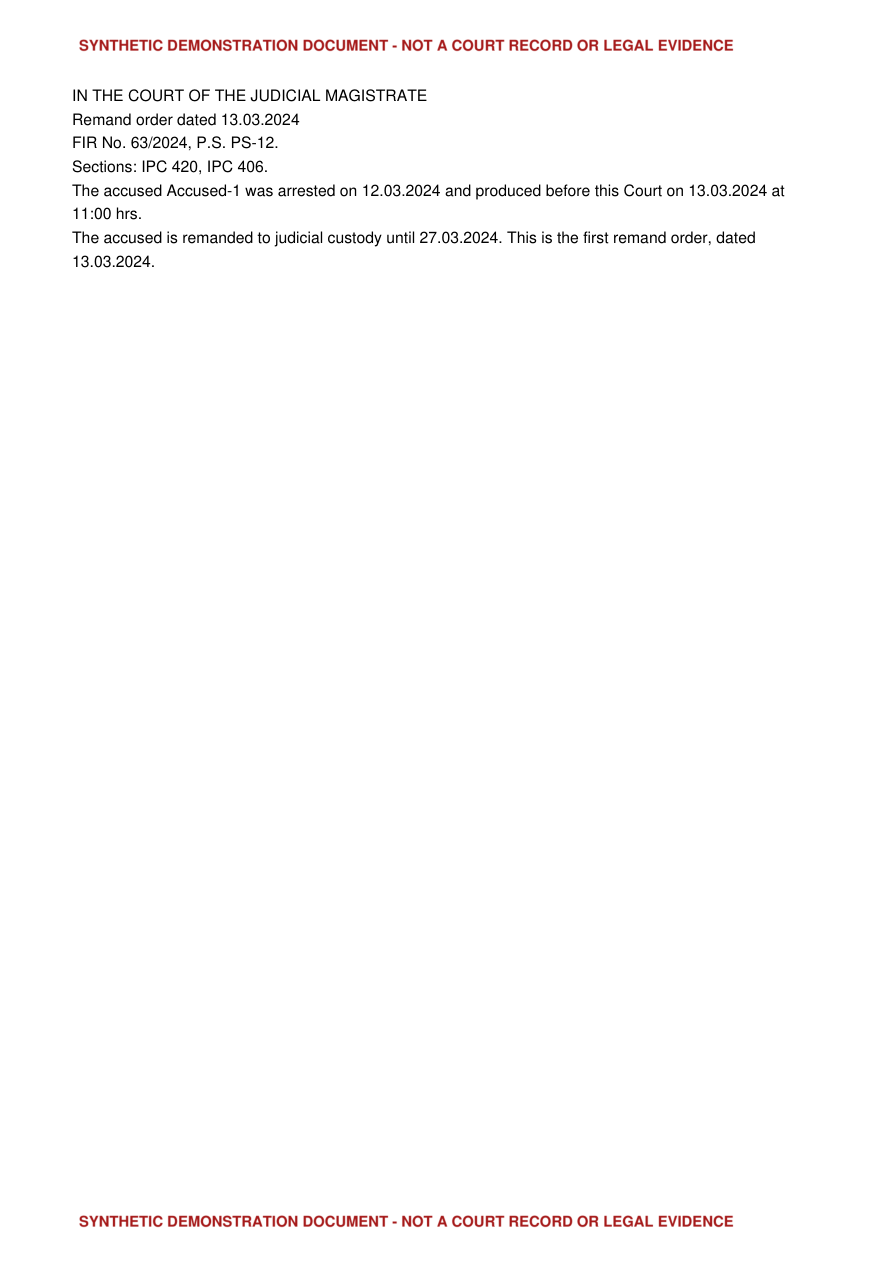 SYNTHETIC DEMONSTRATION DOCUMENT - NOT A COURT RECORD OR LEGAL EVIDENCE
IN THE COURT OF THE JUDICIAL MAGISTRATE
Remand order dated 13.03.2024
FIR No. 63/2024, P.S. PS-12.
Sections: IPC 420, IPC 406.
The accused Accused-1 was arrested on 12.03.2024 and produced before this Court on 13.03.2024 at
11:00 hrs.
The accused is remanded to judicial custody until 27.03.2024. This is the first remand order, dated
13.03.2024.
SYNTHETIC DEMONSTRATION DOCUMENT - NOT A COURT RECORD OR LEGAL EVIDENCE